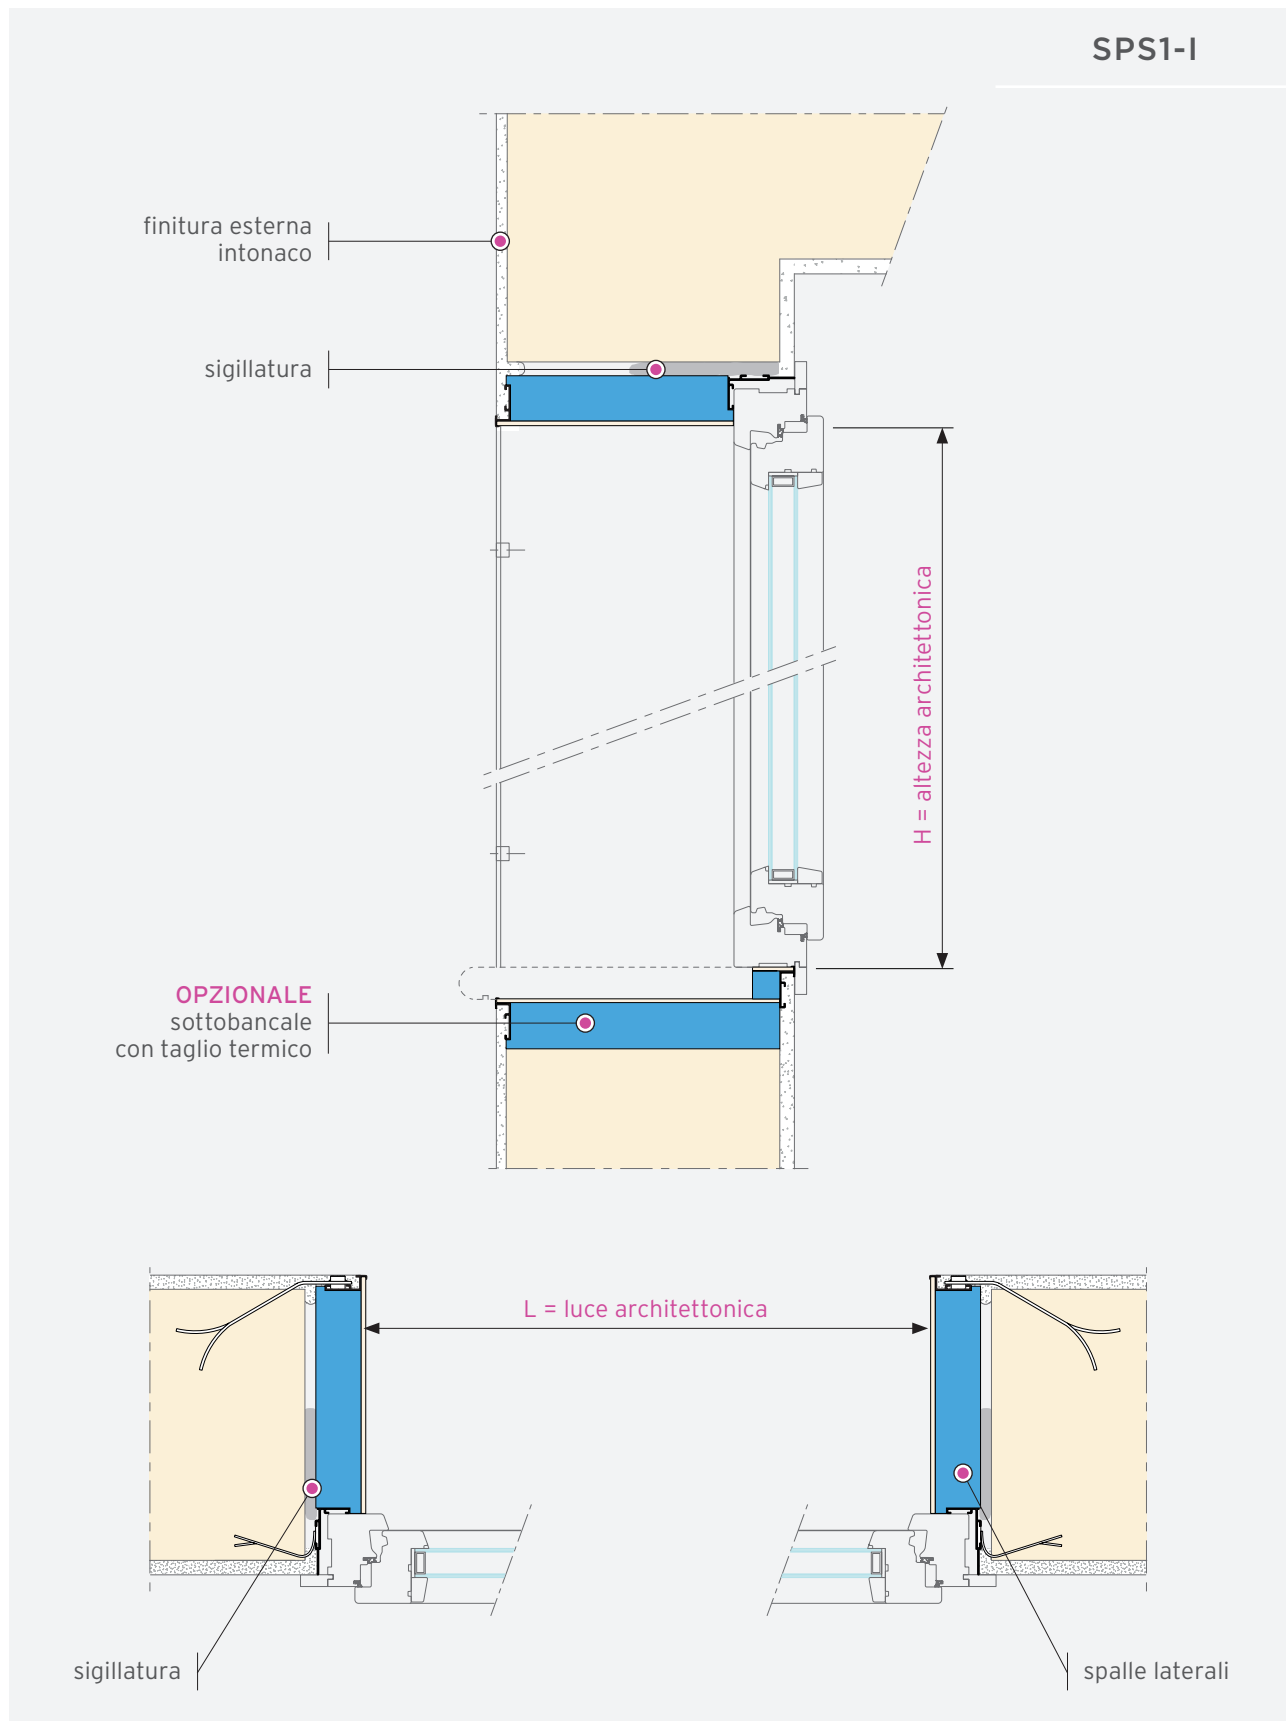 SPS1-I
finitura esterna
intonaco
sigillatura
H = altezza architettonica
OPZIONALE
sottobancale
con taglio termico
L = luce architettonica
sigillatura
spalle laterali